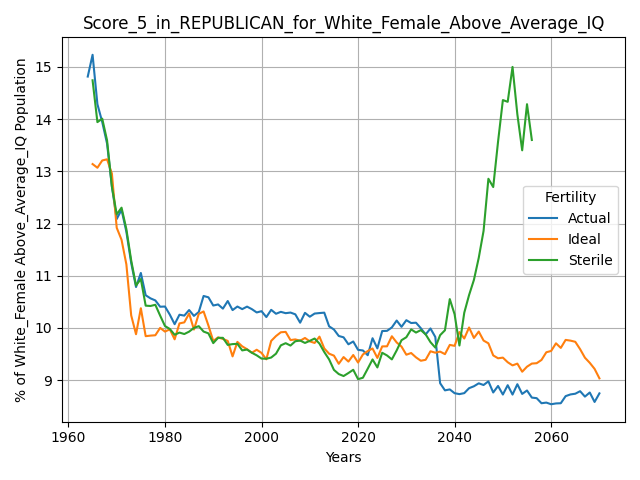 Score_5_in_REPUBLICAN_for_White_Female_Above_Average_IQ
% of White_Female Above_Average_IQ Population
15
14
13
12
11
10
9
Fertility
Actual
Ideal
Sterile
1960
1980
2000
2020
2040
2060
Years